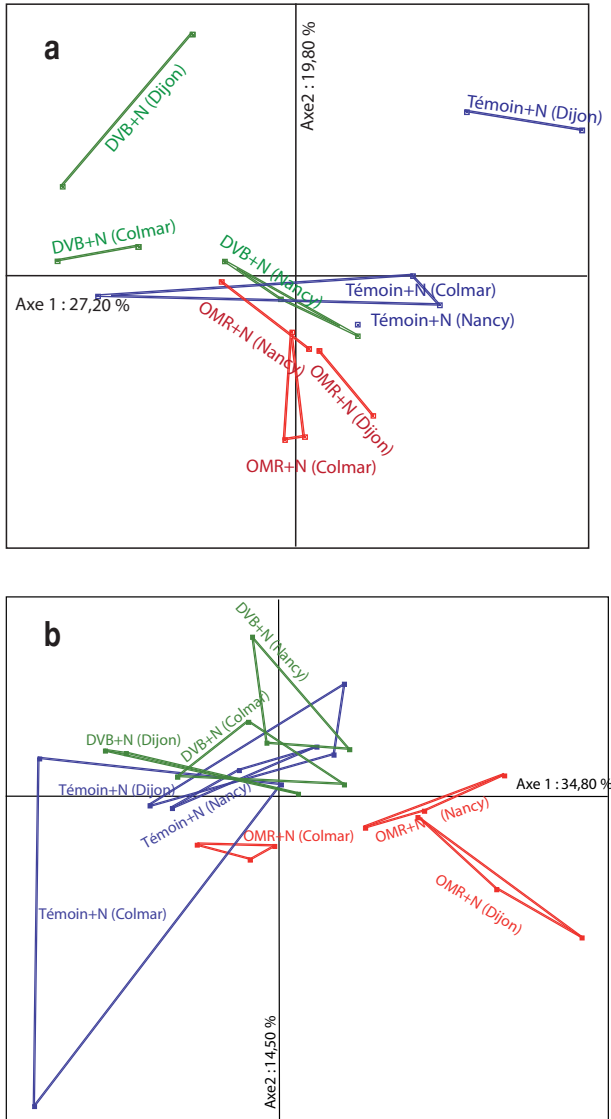 a
Axe2 : 19,80 %
DVB+N (Dijon)
Témoin+N (Dijon)
DVB+N (Colmar)
DVB+N (Nancy)
Axe 1 : 27,20 %
Témoin+N (Colmar)
Témoin+N (Nancy)
OMR+N (Nancy)
OMR+N (Dijon)
OMR+N (Colmar)
b
DVB+N (Nancy)
DVB+N (Colmar)
DVB+N (Dijon)
Axe 1 : 34,80 %
Témoin+N (Dijon)
Témoin+N (Nancy)
OMR+N (Colmar)
OMR+N (Nancy)
OMR+N (Dijon)
Témoin+N (Colmar)
Axe2 : 14,50 %